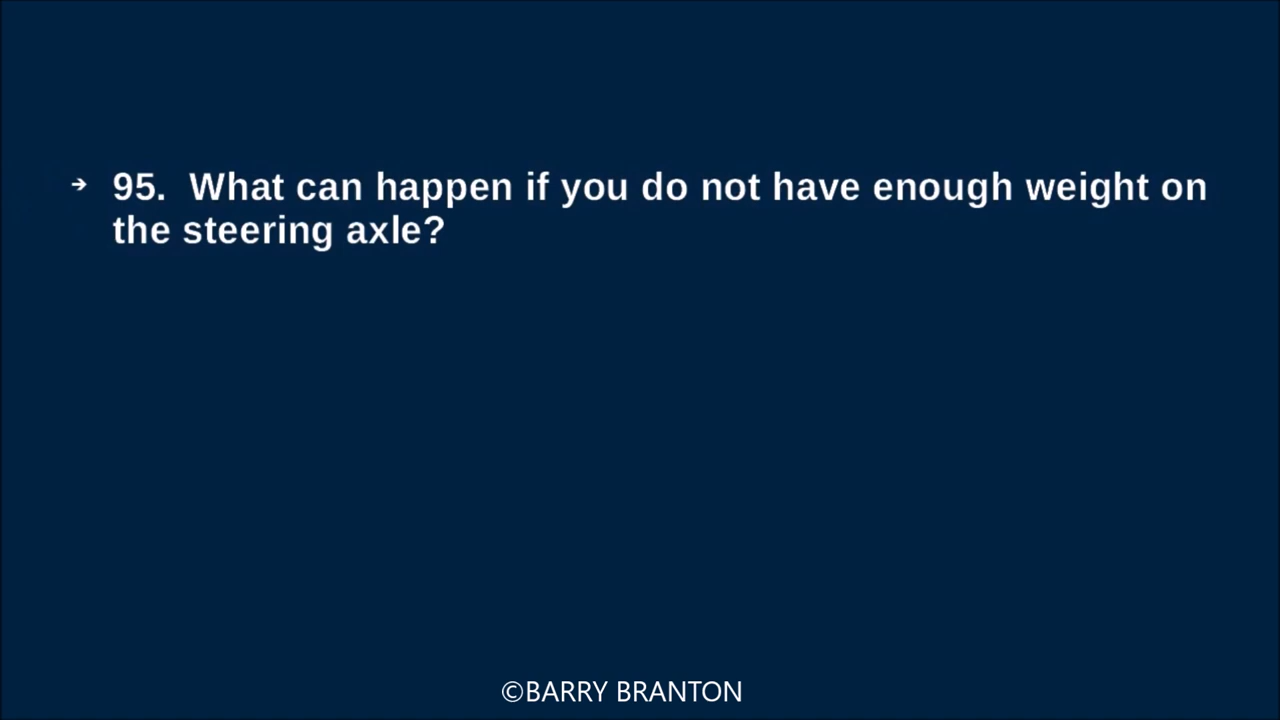 ➔ 95.  What can happen if you do not have enough weight on
the steering axle?
©BARRY BRANTON